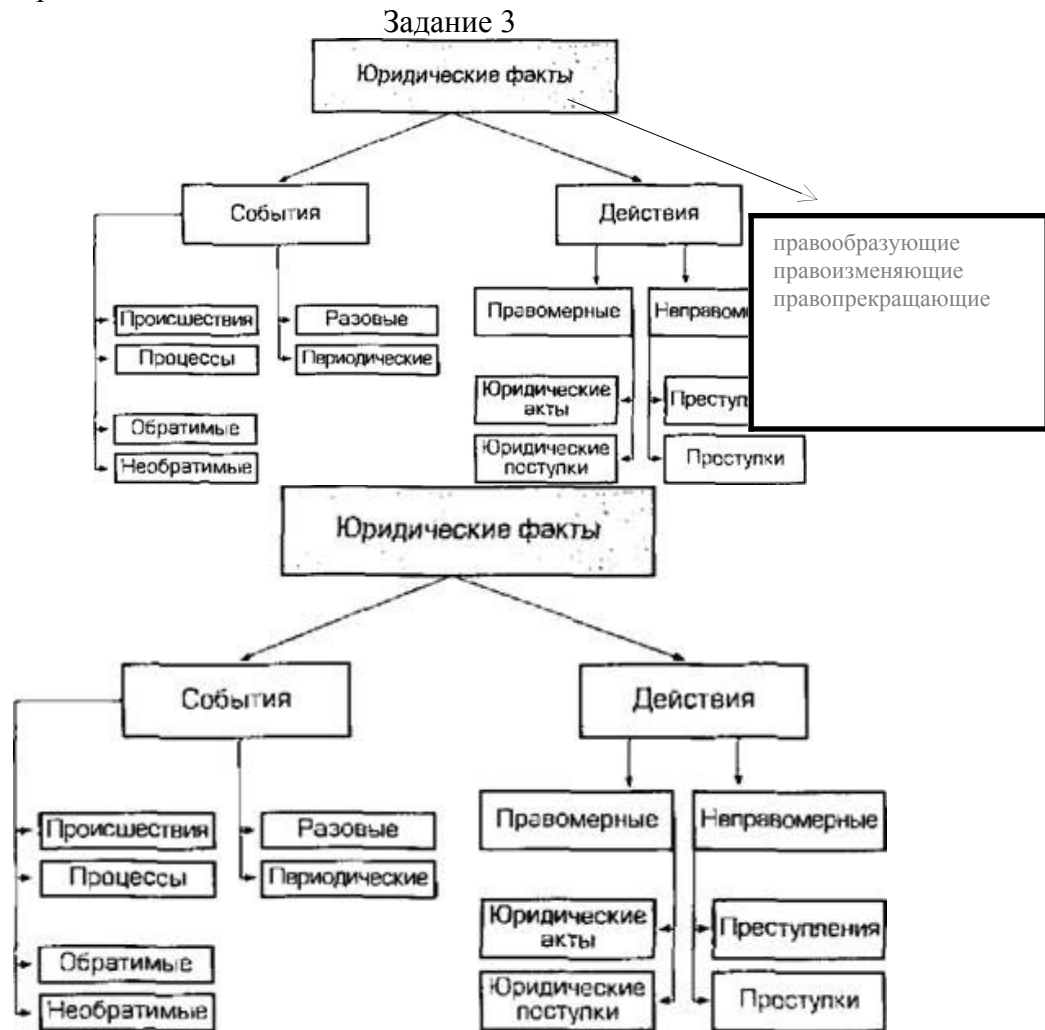 Задание 3
Юридические факты
События
Действия
правообразующие
правоизменяющие
правопрекращающие
Происшествия
Разовые
Правомерные
Процессы
Периодические
Юридические
акты
Обратимые
Юридические
поступки
Проступки
Необратимые
Юридические факты
События
Действия
Происшествия
Разовые
Правомерные
Неправомерные
Процессы
Периодические
Юридические
акты
Преступления
Обратимые
Юридические
поступки
Проступки
Необратимые